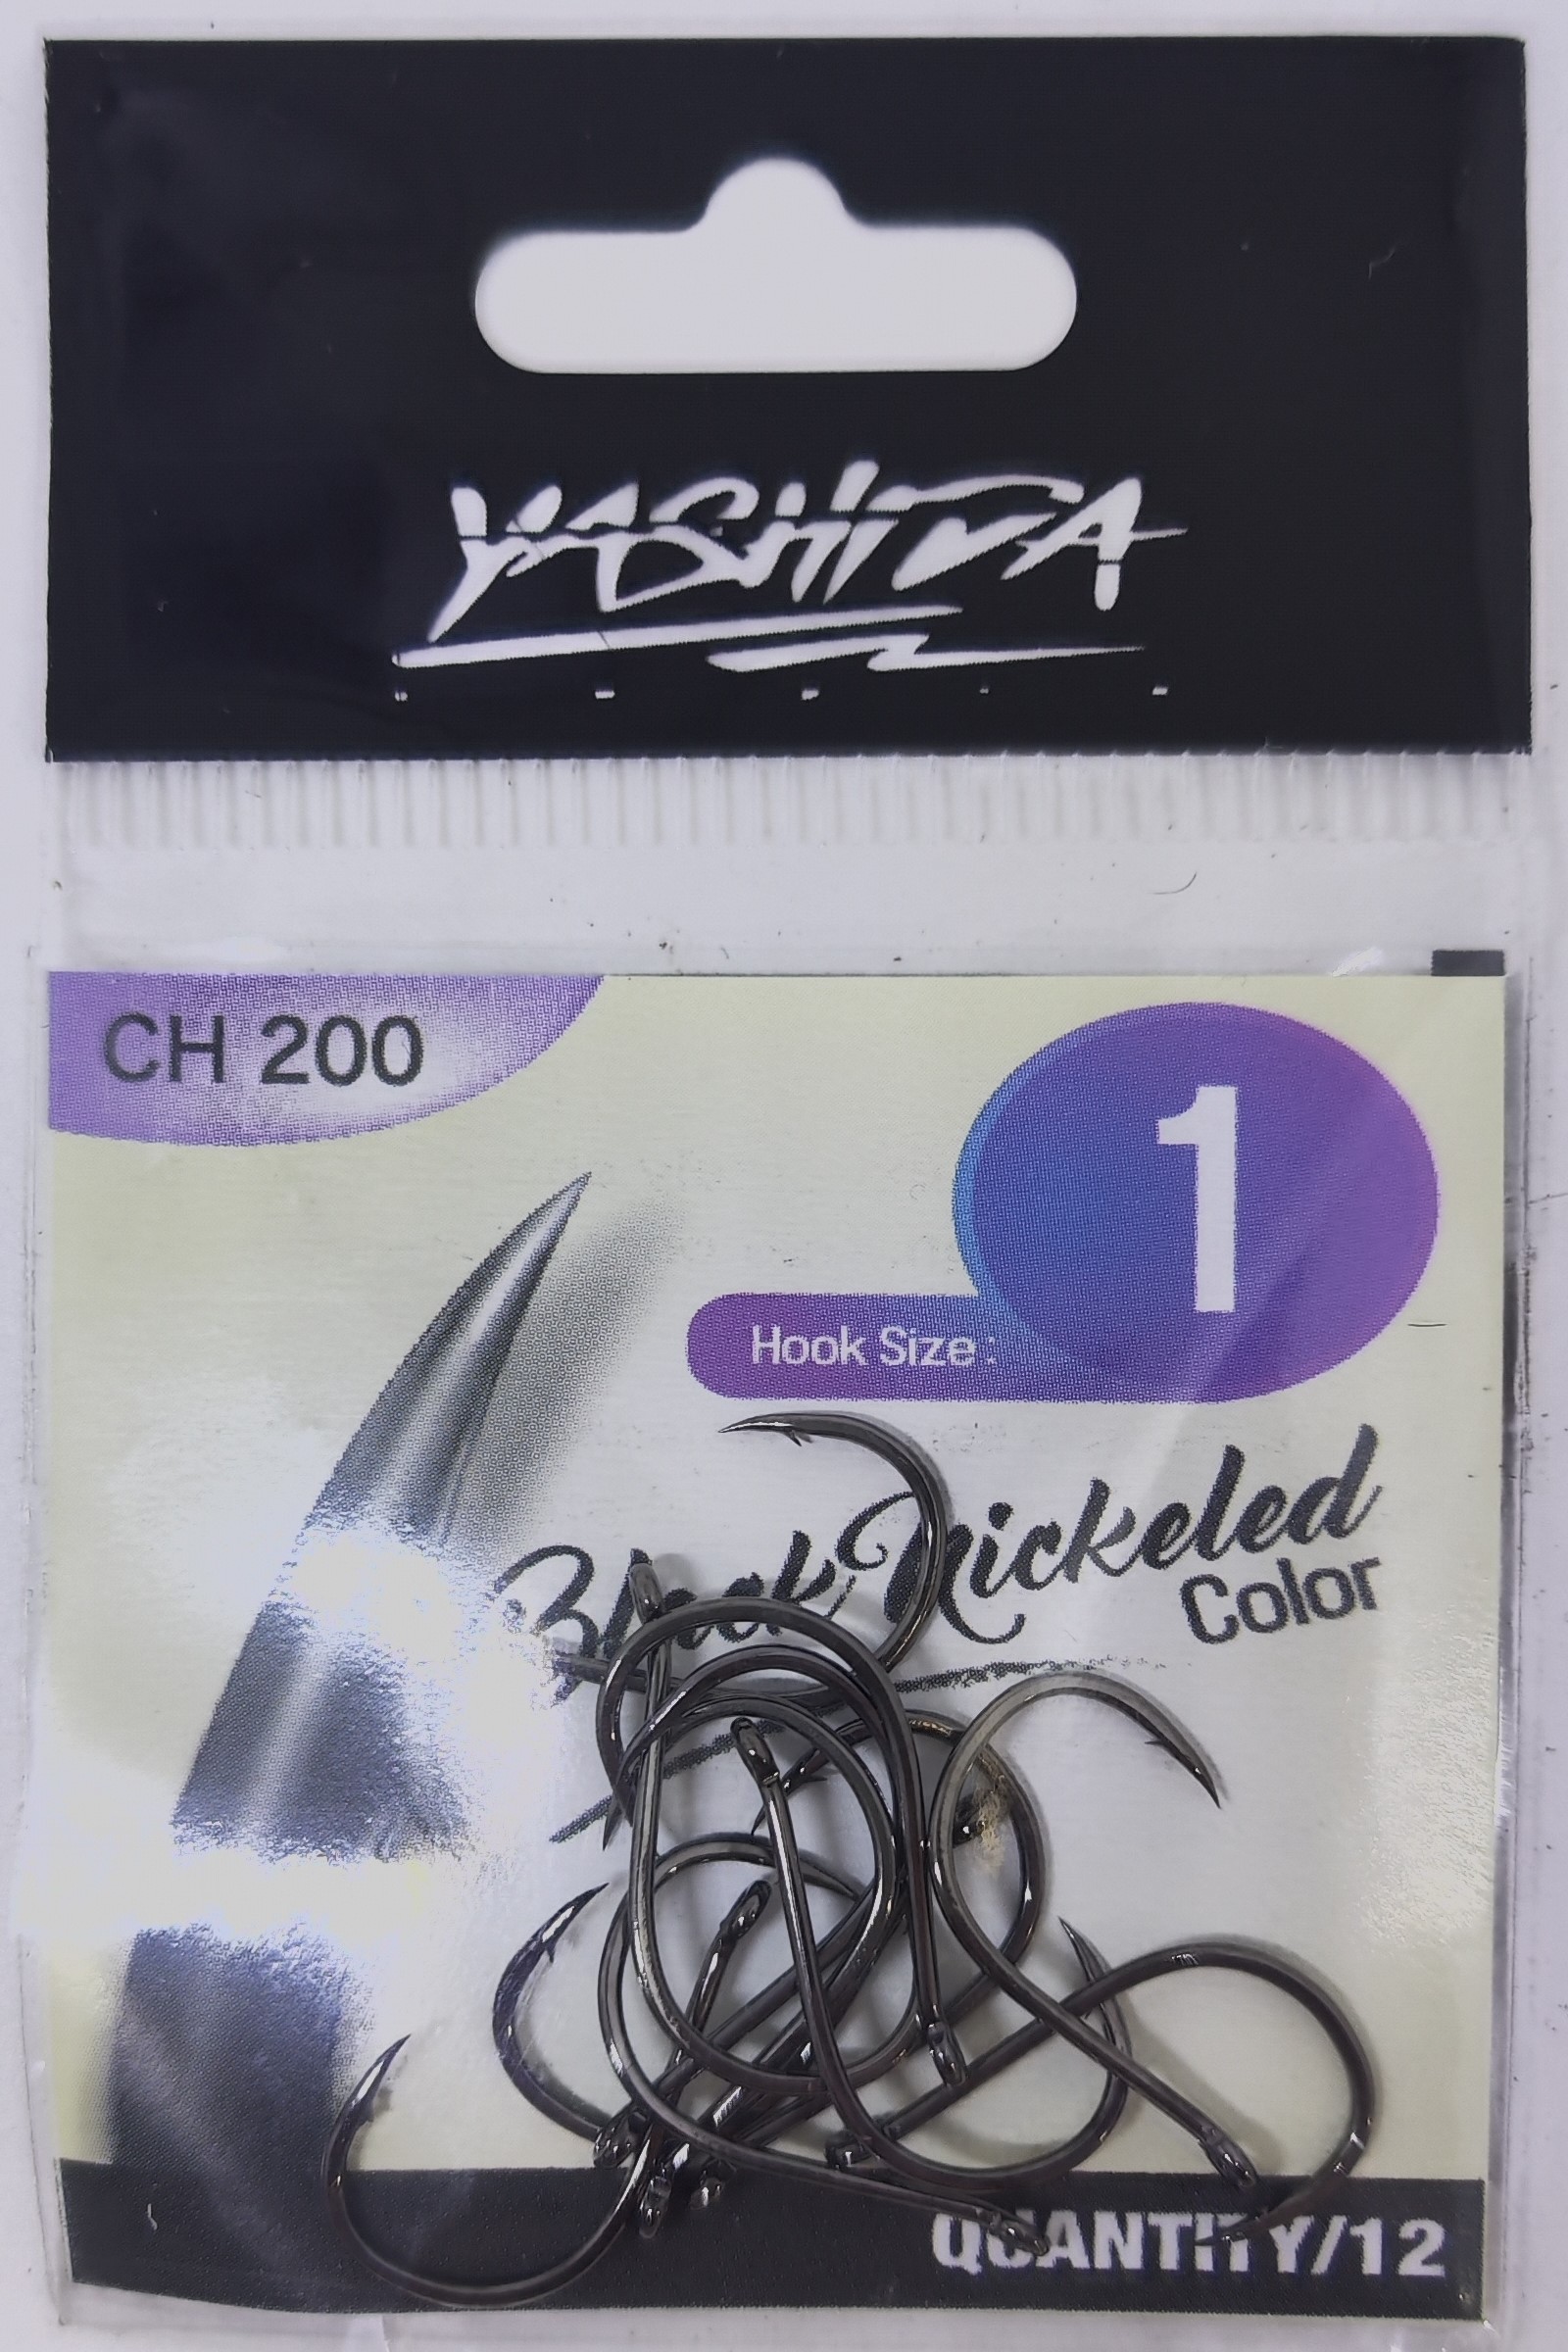 YASHIDA
CH 200
1
Hook Size :
Black Nickeled
Color
QUANTITY/12